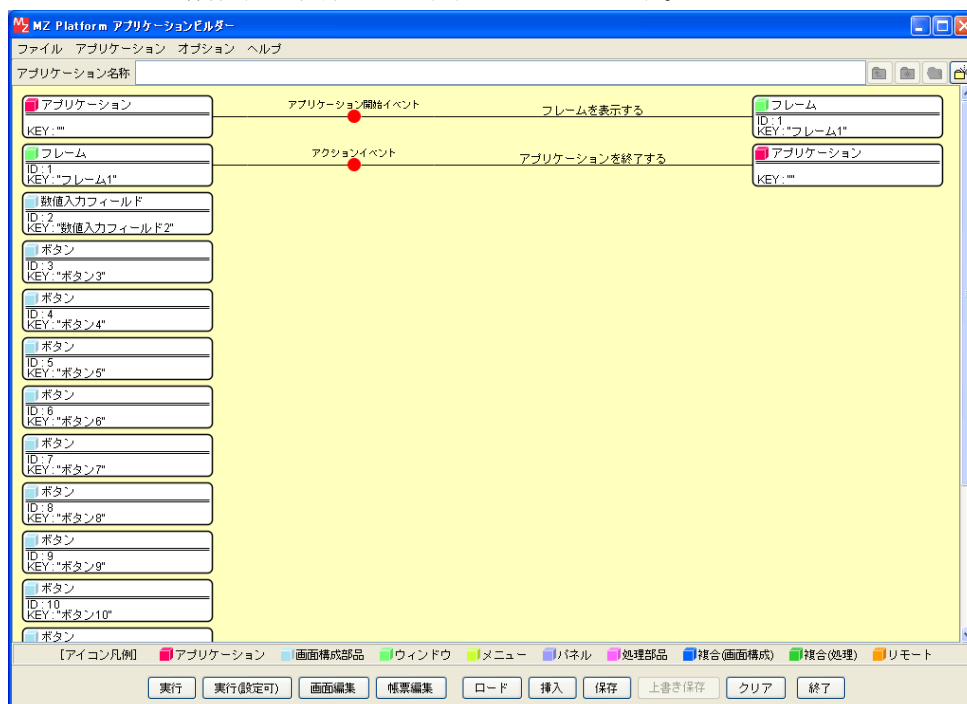 MZ Platform アプリケーションビルダー
ファイル アプリケーション オプション ヘルプ
アプリケーション名称
アプリケーション アプリケーション開始イベント フレームを表示する フレーム
KEY:"" ID:1
KEY:"フレーム1"
フレーム アクションイベント アプリケーションを終了する アプリケーション
ID:1
KEY:"フレーム1" KEY:""
数値入力フィールド
ID:2
KEY:"数値入力フィールド2"
ボタン
ID:3
KEY:"ボタン3"
ボタン
ID:4
KEY:"ボタン4"
ボタン
ID:5
KEY:"ボタン5"
ボタン
ID:6
KEY:"ボタン6"
ボタン
ID:7
KEY:"ボタン7"
ボタン
ID:8
KEY:"ボタン8"
ボタン
ID:9
KEY:"ボタン9"
ボタン
ID:10
KEY:"ボタン10"
ボタン
[アイコン凡例] アプリケーション 画面構成部品 ウィンドウ メニュー パネル 処理部品 複合(画面構成) 複合(処理) リモート
実行 実行(設定可) 画面編集 帳票編集 ロード 挿入 保存 上書き保存 クリア 終了